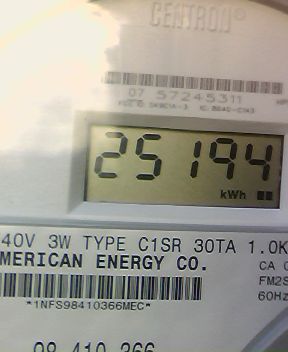 CENTRON®
07 57245311
25194
kWh
40V 3W TYPE C1SR 30TA 1.0K
MERICAN ENERGY CO.
CA 0
FM2S
60Hz
*1NFS98410366MEC*
98 410 366